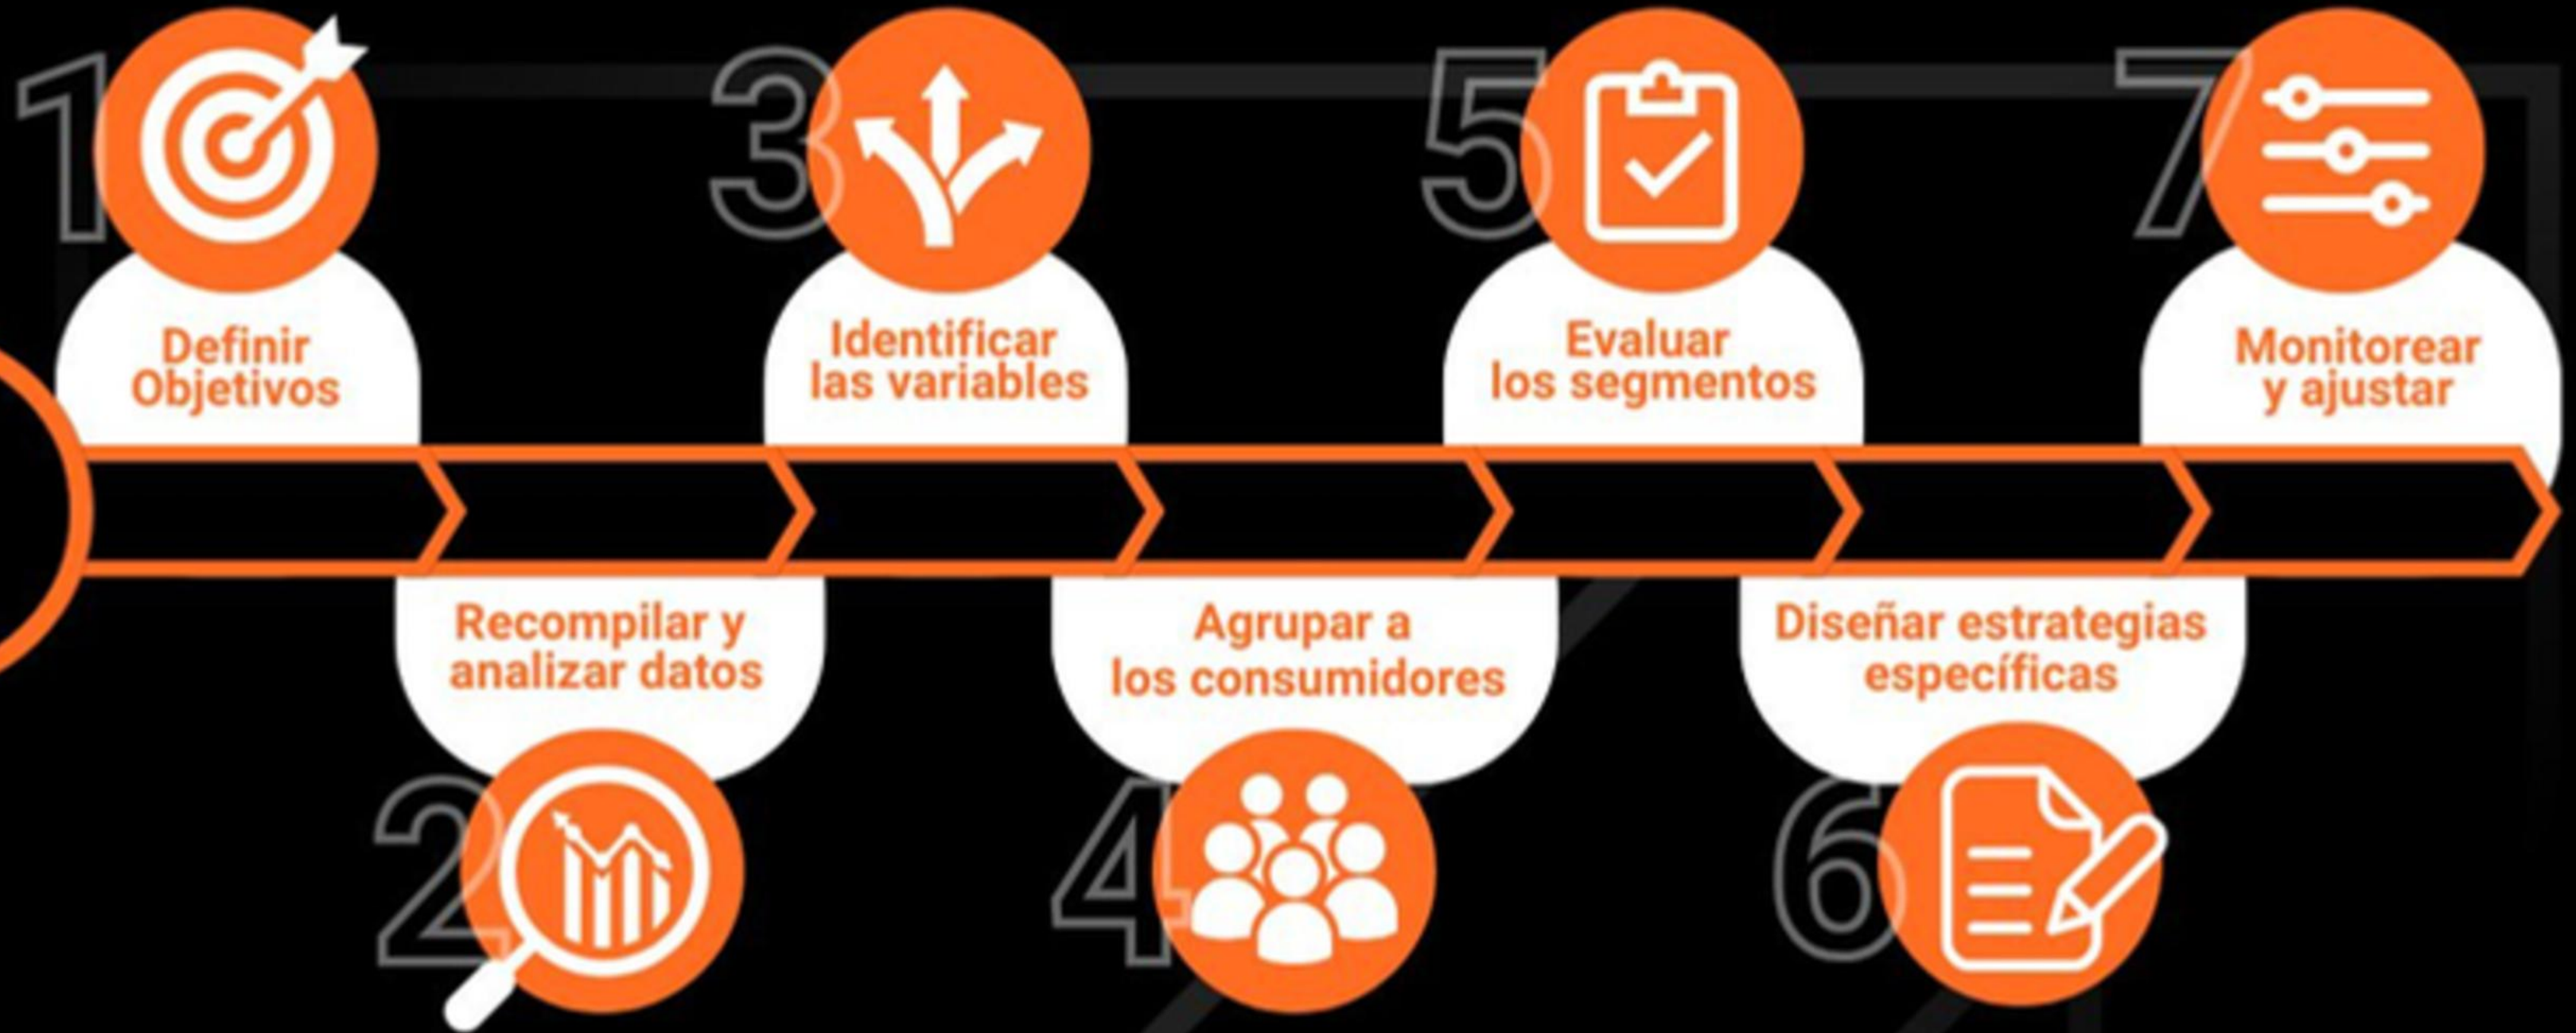 1
Definir
Objetivos
2
Recompilar y
analizar datos
3
Identificar
las variables
4
Agrupar a
los consumidores
5
Evaluar
los segmentos
6
Diseñar estrategias
específicas
7
Monitorear
y ajustar